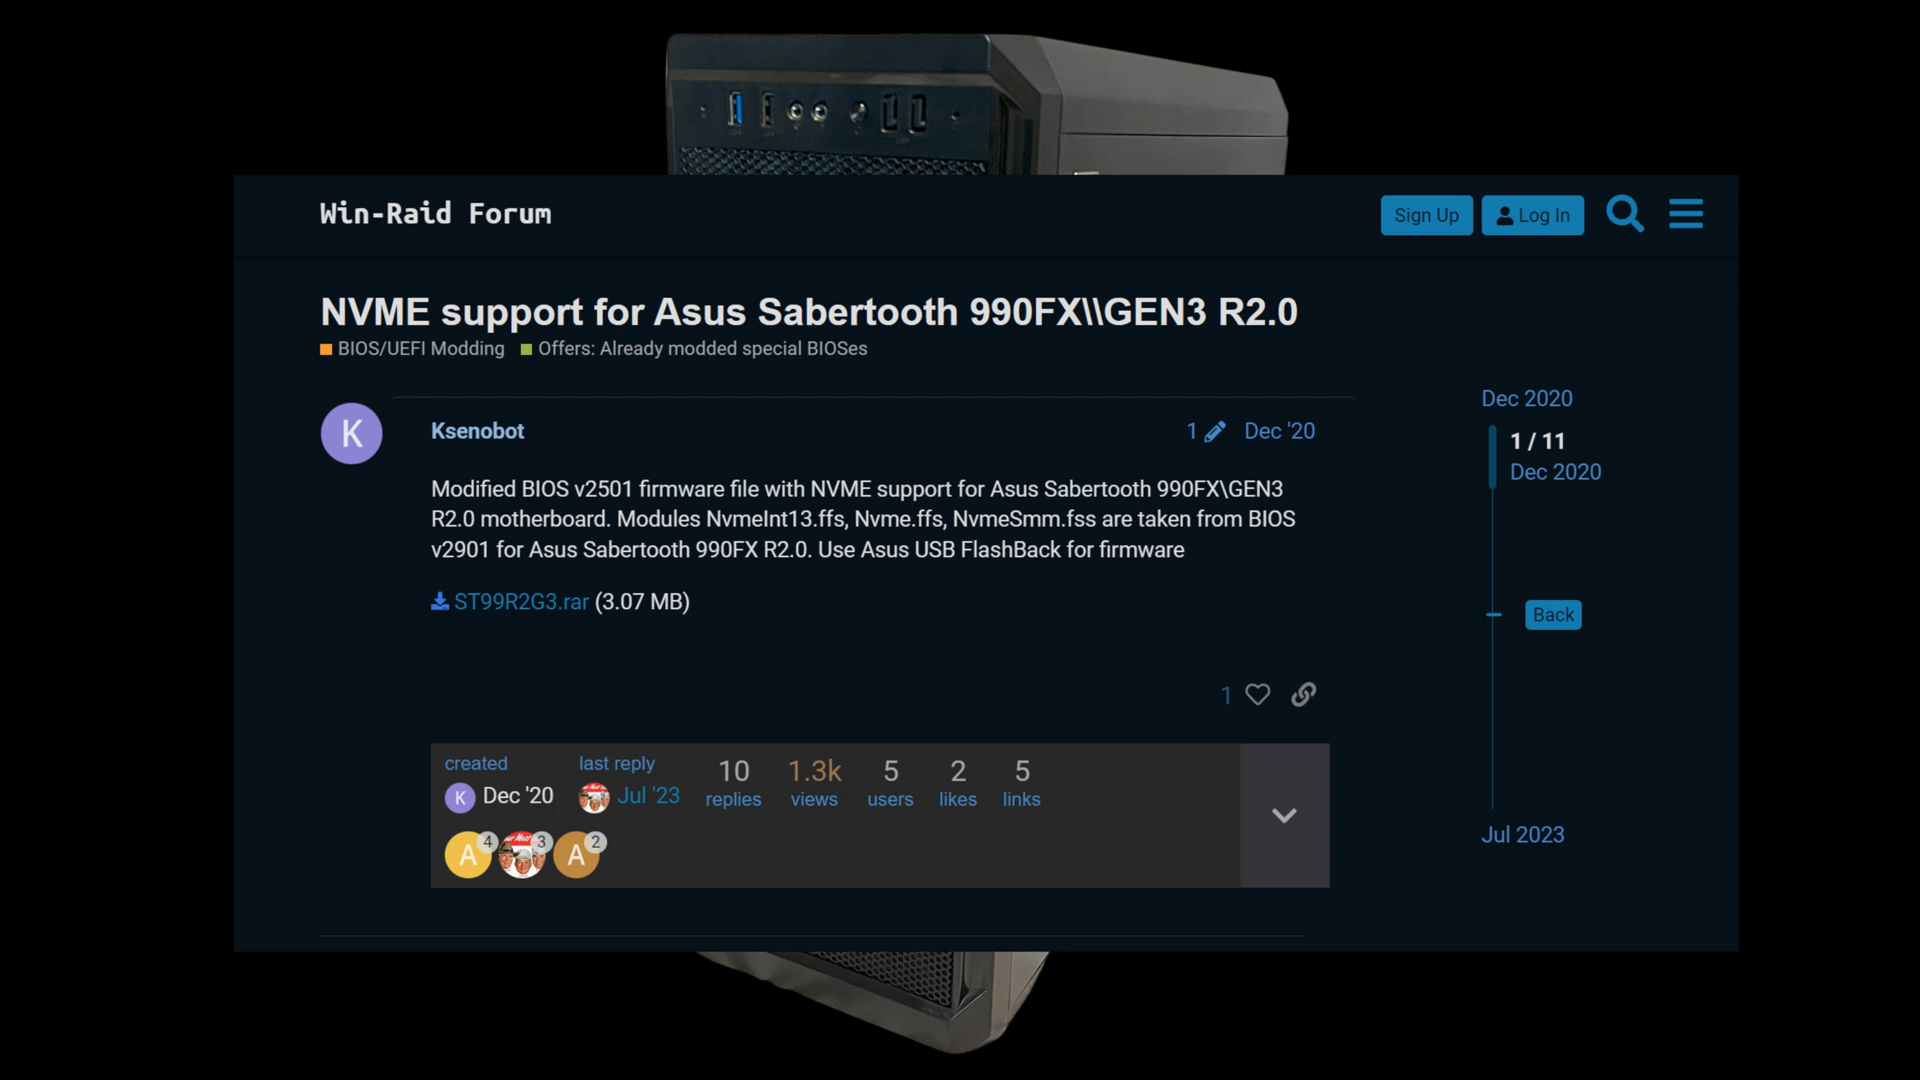 Win-Raid Forum
Sign Up
Log In
NVME support for Asus Sabertooth 990FX\\GEN3 R2.0
BIOS/UEFI Modding Offers: Already modded special BIOSes
K
Ksenobot
1 Dec '20
Modified BIOS v2501 firmware file with NVME support for Asus Sabertooth 990FX\GEN3
R2.0 motherboard. Modules NvmeInt13.ffs, Nvme.ffs, NvmeSmm.fss are taken from BIOS
v2901 for Asus Sabertooth 990FX R2.0. Use Asus USB FlashBack for firmware
ST99R2G3.rar (3.07 MB)
1
created
K Dec '20
last reply
Jul '23
10
replies
1.3k
views
5
users
2
likes
5
links
A 4
3
A 2
Dec 2020
1 / 11
Dec 2020
Back
Jul 2023